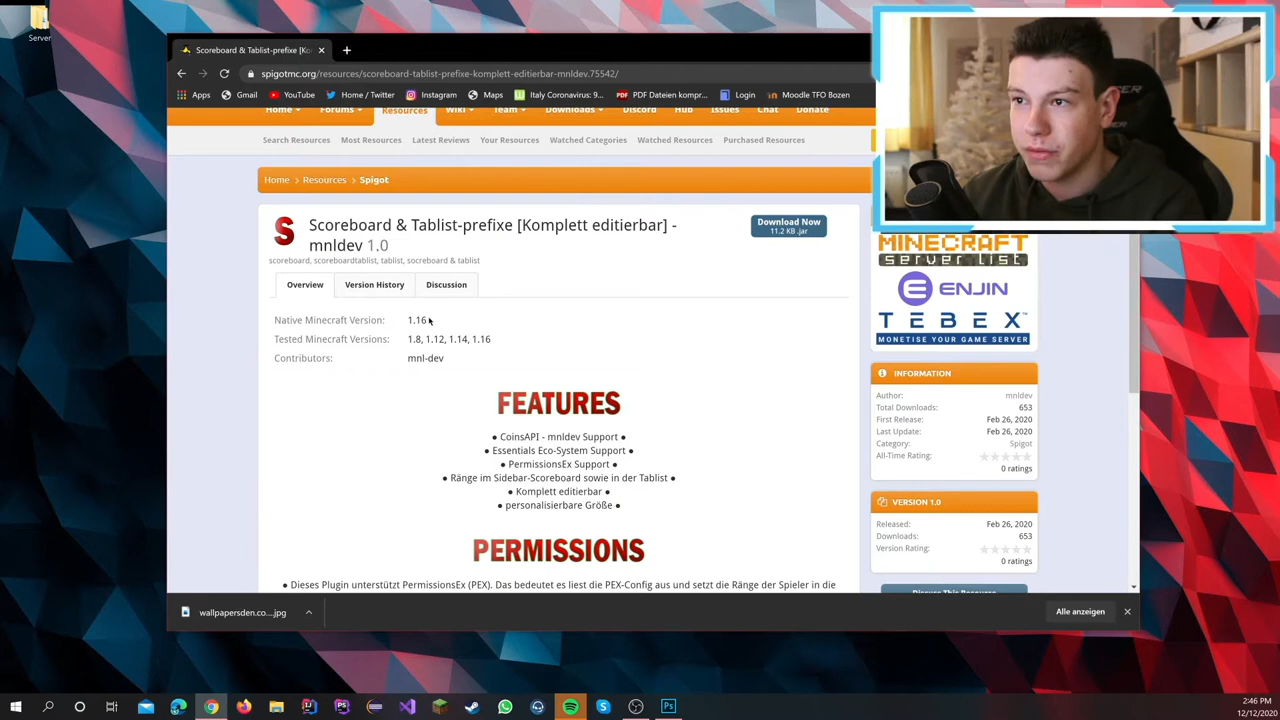 Server
Scoreboard & Tablist-prefixe [Ko
spigotmc.org/resources/scoreboard-tablist-prefixe-komplett-editierbar-mnldev.75542/
Apps Gmail YouTube Home / Twitter Instagram Maps Italy Coronavirus: 9... PDF PDF Dateien kompr... Login Moodle TFO Bozen
Home Forums Resources Wiki Team Downloads Discord Hub Issues Chat Donate
Search Resources Most Resources Latest Reviews Your Resources Watched Categories Watched Resources Purchased Resources
Home Resources Spigot
S
Scoreboard & Tablist-prefixe [Komplett editierbar] -
mnldev 1.0
scoreboard, scoreboardtablist, tablist, socreboard & tablist
Download Now
11.2 KB .jar
Overview Version History Discussion
Native Minecraft Version: 1.16
Tested Minecraft Versions: 1.8, 1.12, 1.14, 1.16
Contributors: mnl-dev
FEATURES
● CoinsAPI - mnldev Support ●
● Essentials Eco-System Support ●
● PermissionsEx Support ●
● Ränge im Sidebar-Scoreboard sowie in der Tablist ●
● Komplett editierbar ●
● personalisierbare Größe ●
PERMISSIONS
● Dieses Plugin unterstützt PermissionsEx (PEX). Das bedeutet es liest die PEX-Config aus und setzt die Ränge der Spieler in die
MINECRAFT
server list
ENJIN
TEBEX
MONETISE YOUR GAME SERVER
INFORMATION
Author: mnldev
Total Downloads: 653
First Release: Feb 26, 2020
Last Update: Feb 26, 2020
Category: Spigot
All-Time Rating:
0 ratings
VERSION 1.0
Released: Feb 26, 2020
Downloads: 653
Version Rating:
0 ratings
Discuss This Resource
wallpapersden.co....jpg
Alle anzeigen
Ps
2:46 PM
12/12/2020